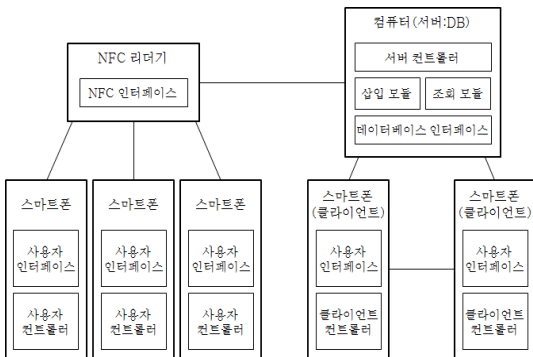 컴퓨터(서버:DB)
서버 컨트롤러
삽입 모듈
조회 모듈
데이터베이스 인터페이스
NFC 리더기
NFC 인터페이스
스마트폰
사용자
인터페이스
사용자
컨트롤러
스마트폰
사용자
인터페이스
사용자
컨트롤러
스마트폰
사용자
인터페이스
사용자
컨트롤러
스마트폰
(클라이언트)
사용자
인터페이스
클라이언트
컨트롤러
스마트폰
(클라이언트)
사용자
인터페이스
클라이언트
컨트롤러